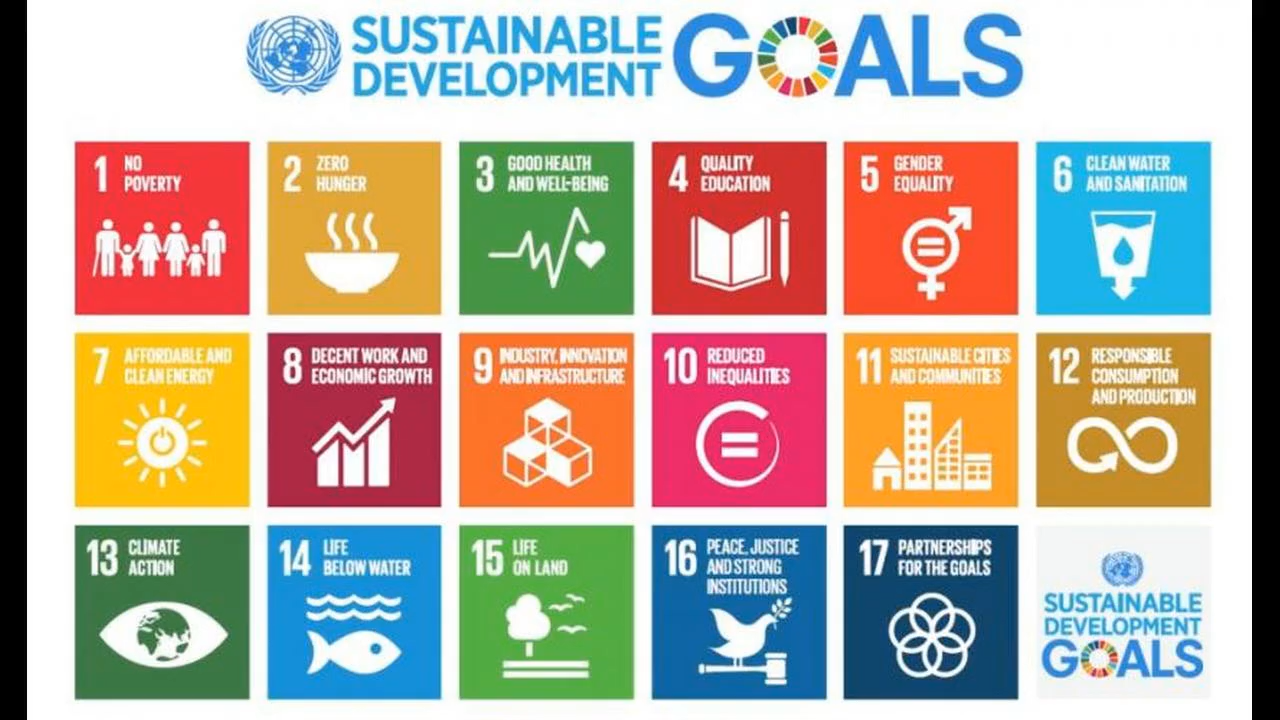 SUSTAINABLE
DEVELOPMENT
GOALS
1 NO
POVERTY
2 ZERO
HUNGER
3 GOOD HEALTH
AND WELL-BEING
4 QUALITY
EDUCATION
5 GENDER
EQUALITY
6 CLEAN WATER
AND SANITATION
7 AFFORDABLE AND
CLEAN ENERGY
8 DECENT WORK AND
ECONOMIC GROWTH
9 INDUSTRY, INNOVATION
AND INFRASTRUCTURE
10 REDUCED
INEQUALITIES
11 SUSTAINABLE CITIES
AND COMMUNITIES
12 RESPONSIBLE
CONSUMPTION
AND PRODUCTION
13 CLIMATE
ACTION
14 LIFE
BELOW WATER
15 LIFE
ON LAND
16 PEACE, JUSTICE
AND STRONG
INSTITUTIONS
17 PARTNERSHIPS
FOR THE GOALS
SUSTAINABLE
DEVELOPMENT
GOALS